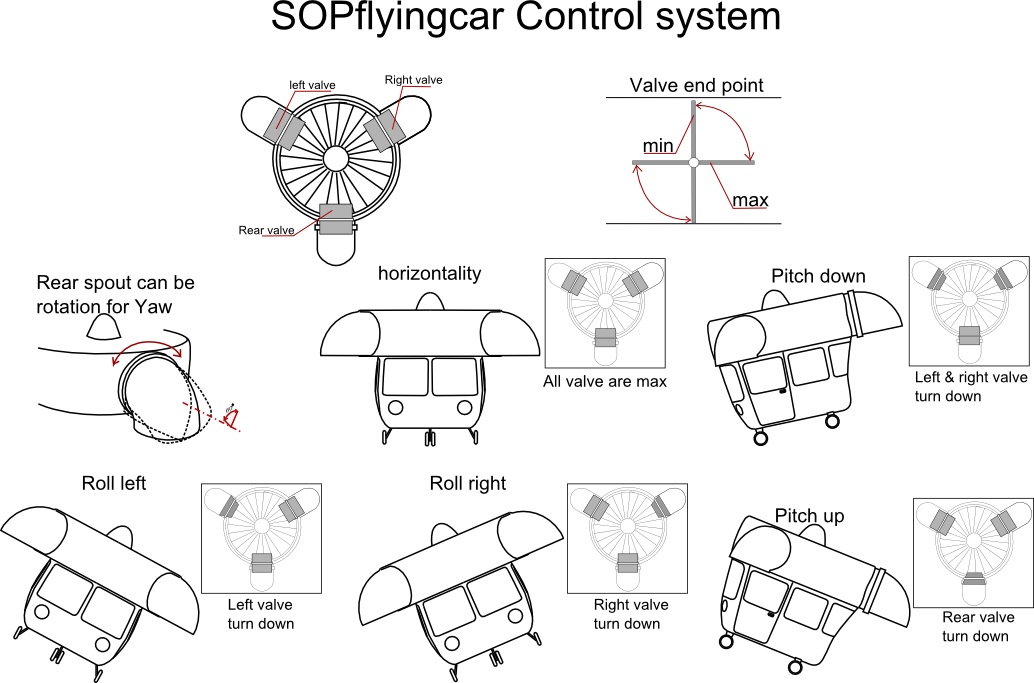 SOPflyingcar Control system
left valve
Right valve
Rear valve
Valve end point
min
max
Rear spout can be
rotation for Yaw
horizontality
All valve are max
Pitch down
Left & right valve
turn down
Roll left
Left valve
turn down
Roll right
Right valve
turn down
Pitch up
Rear valve
turn down